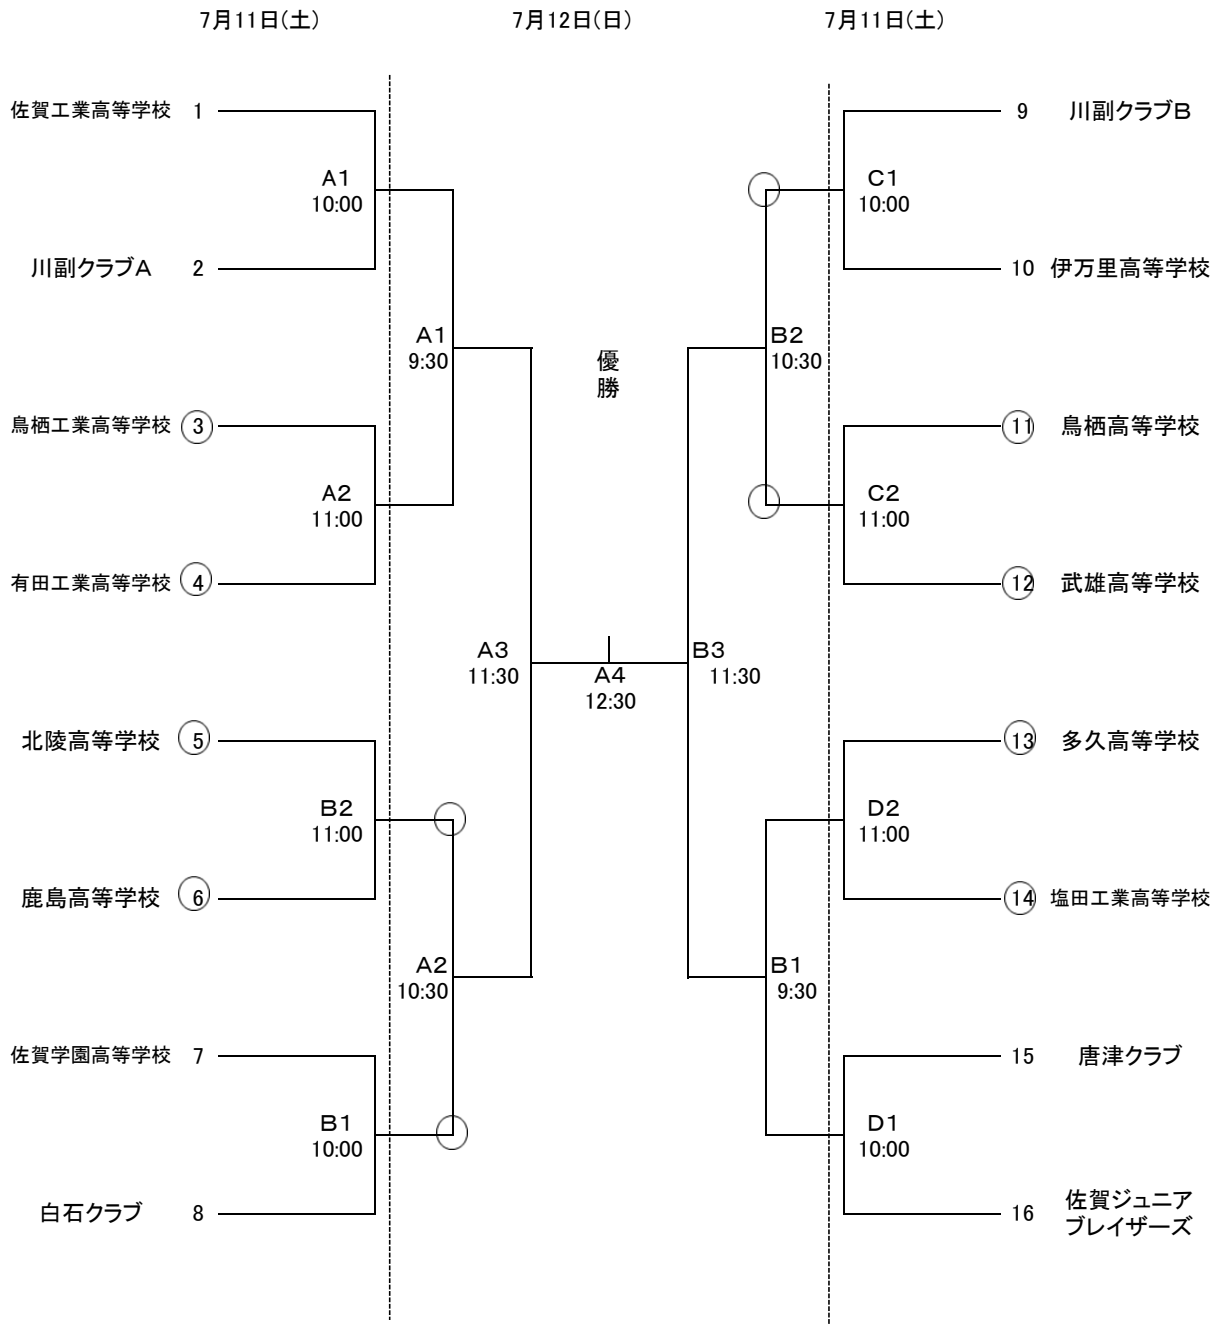 7月11日(土)
7月12日(日)
7月11日(土)
佐賀工業高等学校 1
9 川副クラブB
A1
10:00
C1
10:00
川副クラブA 2
10 伊万里高等学校
A1
9:30
優
勝
B2
10:30
鳥栖工業高等学校 3
11 鳥栖高等学校
A2
11:00
C2
11:00
有田工業高等学校 4
12 武雄高等学校
A3
11:30
A4
12:30
B3
11:30
北陵高等学校 5
13 多久高等学校
B2
11:00
D2
11:00
鹿島高等学校 6
14 塩田工業高等学校
A2
10:30
B1
9:30
佐賀学園高等学校 7
15 唐津クラブ
B1
10:00
D1
10:00
白石クラブ 8
16 佐賀ジュニア
ブレイザーズ